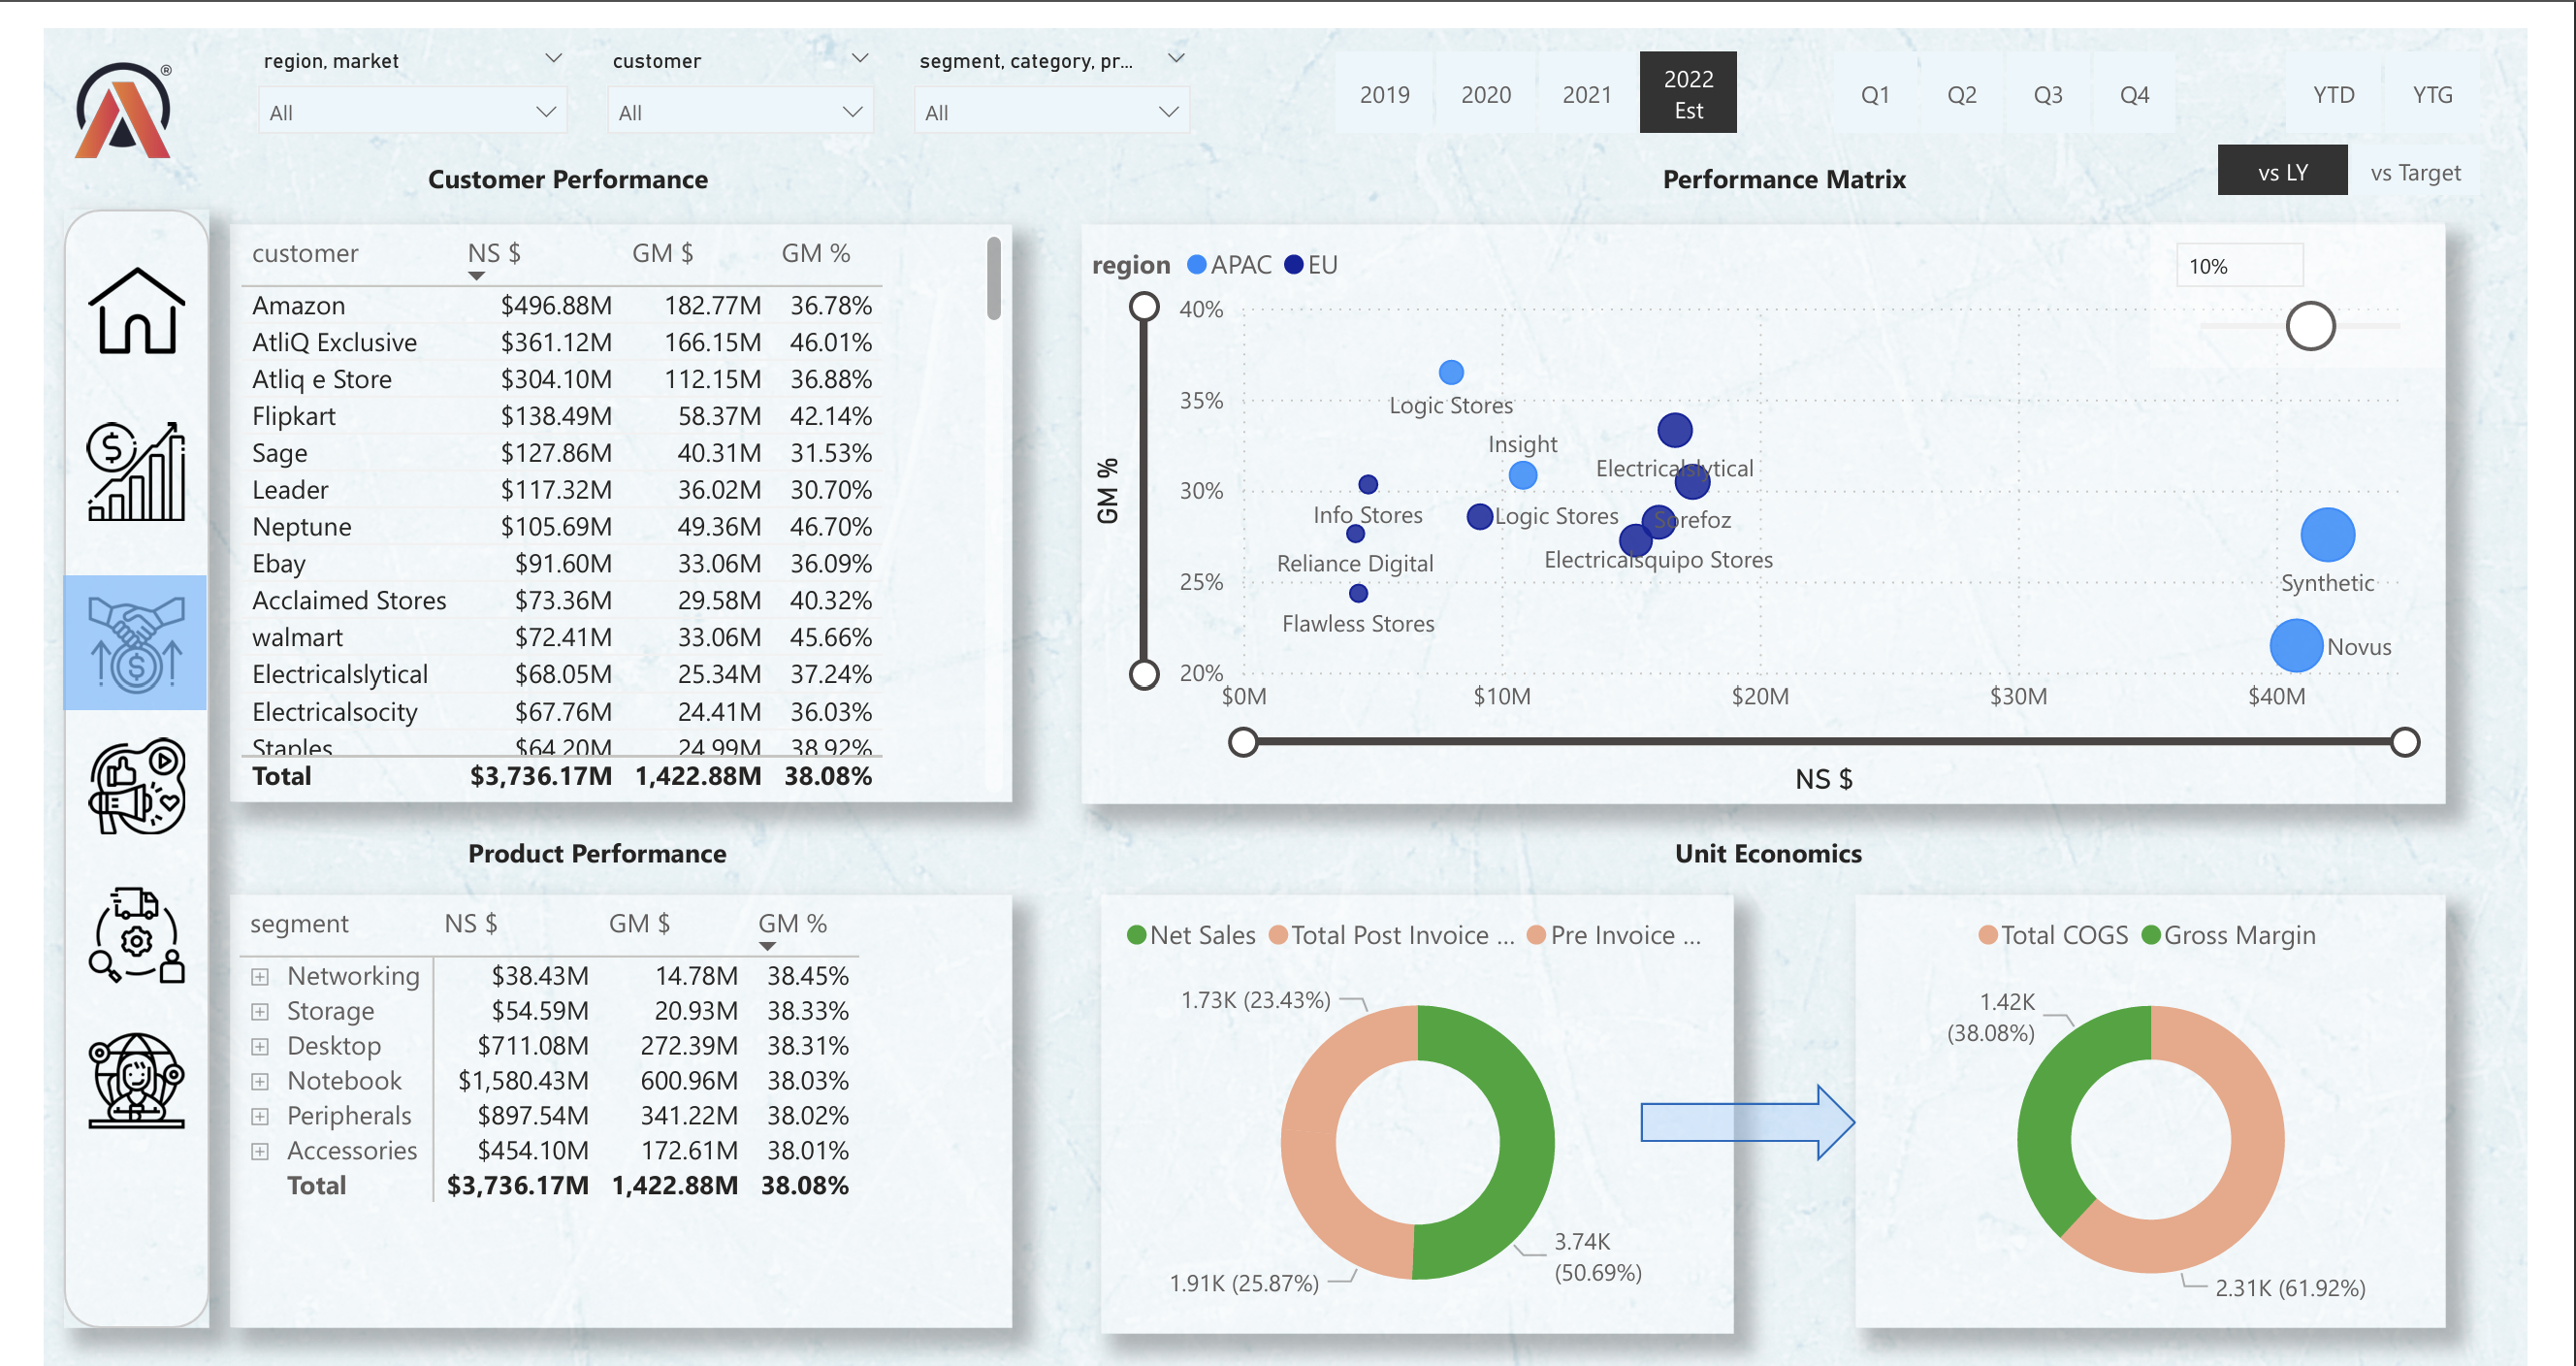 region, market
customer
segment, category, pr...
All
All
All
2019
2020
2021
2022
Est
Q1
Q2
Q3
Q4
YTD
YTG
vs LY
vs Target
®
Customer Performance
customer NS $ GM $ GM %
Amazon $496.88M 182.77M 36.78%
AtliQ Exclusive $361.12M 166.15M 46.01%
Atliq e Store $304.10M 112.15M 36.88%
Flipkart $138.49M 58.37M 42.14%
Sage $127.86M 40.31M 31.53%
Leader $117.32M 36.02M 30.70%
Neptune $105.69M 49.36M 46.70%
Ebay $91.60M 33.06M 36.09%
Acclaimed Stores $73.36M 29.58M 40.32%
walmart $72.41M 33.06M 45.66%
Electricalslytical $68.05M 25.34M 37.24%
Electricalsocity $67.76M 24.41M 36.03%
Staples $64.20M 24.99M 38.92%
Total $3,736.17M 1,422.88M 38.08%
Performance Matrix
region APAC EU
10%
GM %
40%
35%
30%
25%
20%
Logic Stores
Insight
Electricalslytical
Info Stores
Logic Stores
Sorefoz
Reliance Digital
Electricalsquipo Stores
Flawless Stores
Synthetic
Novus
$0M
$10M
$20M
$30M
$40M
NS $
Product Performance
segment NS $ GM $ GM %
Networking $38.43M 14.78M 38.45%
Storage $54.59M 20.93M 38.33%
Desktop $711.08M 272.39M 38.31%
Notebook $1,580.43M 600.96M 38.03%
Peripherals $897.54M 341.22M 38.02%
Accessories $454.10M 172.61M 38.01%
Total $3,736.17M 1,422.88M 38.08%
Unit Economics
Net Sales Total Post Invoice ... Pre Invoice ...
1.73K (23.43%)
3.74K
(50.69%)
1.91K (25.87%)
Total COGS Gross Margin
1.42K
(38.08%)
2.31K (61.92%)